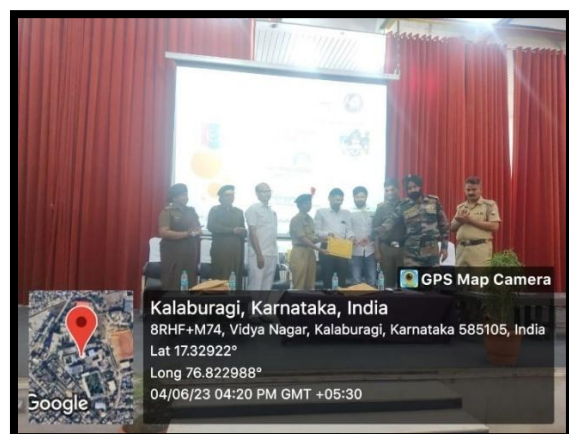 GPS Map Camera
Kalaburagi, Karnataka, India
8RHF+M74, Vidya Nagar, Kalaburagi, Karnataka 585105, India
Lat 17.32922°
Long 76.822988°
04/06/23 04:20 PM GMT +05:30
Google